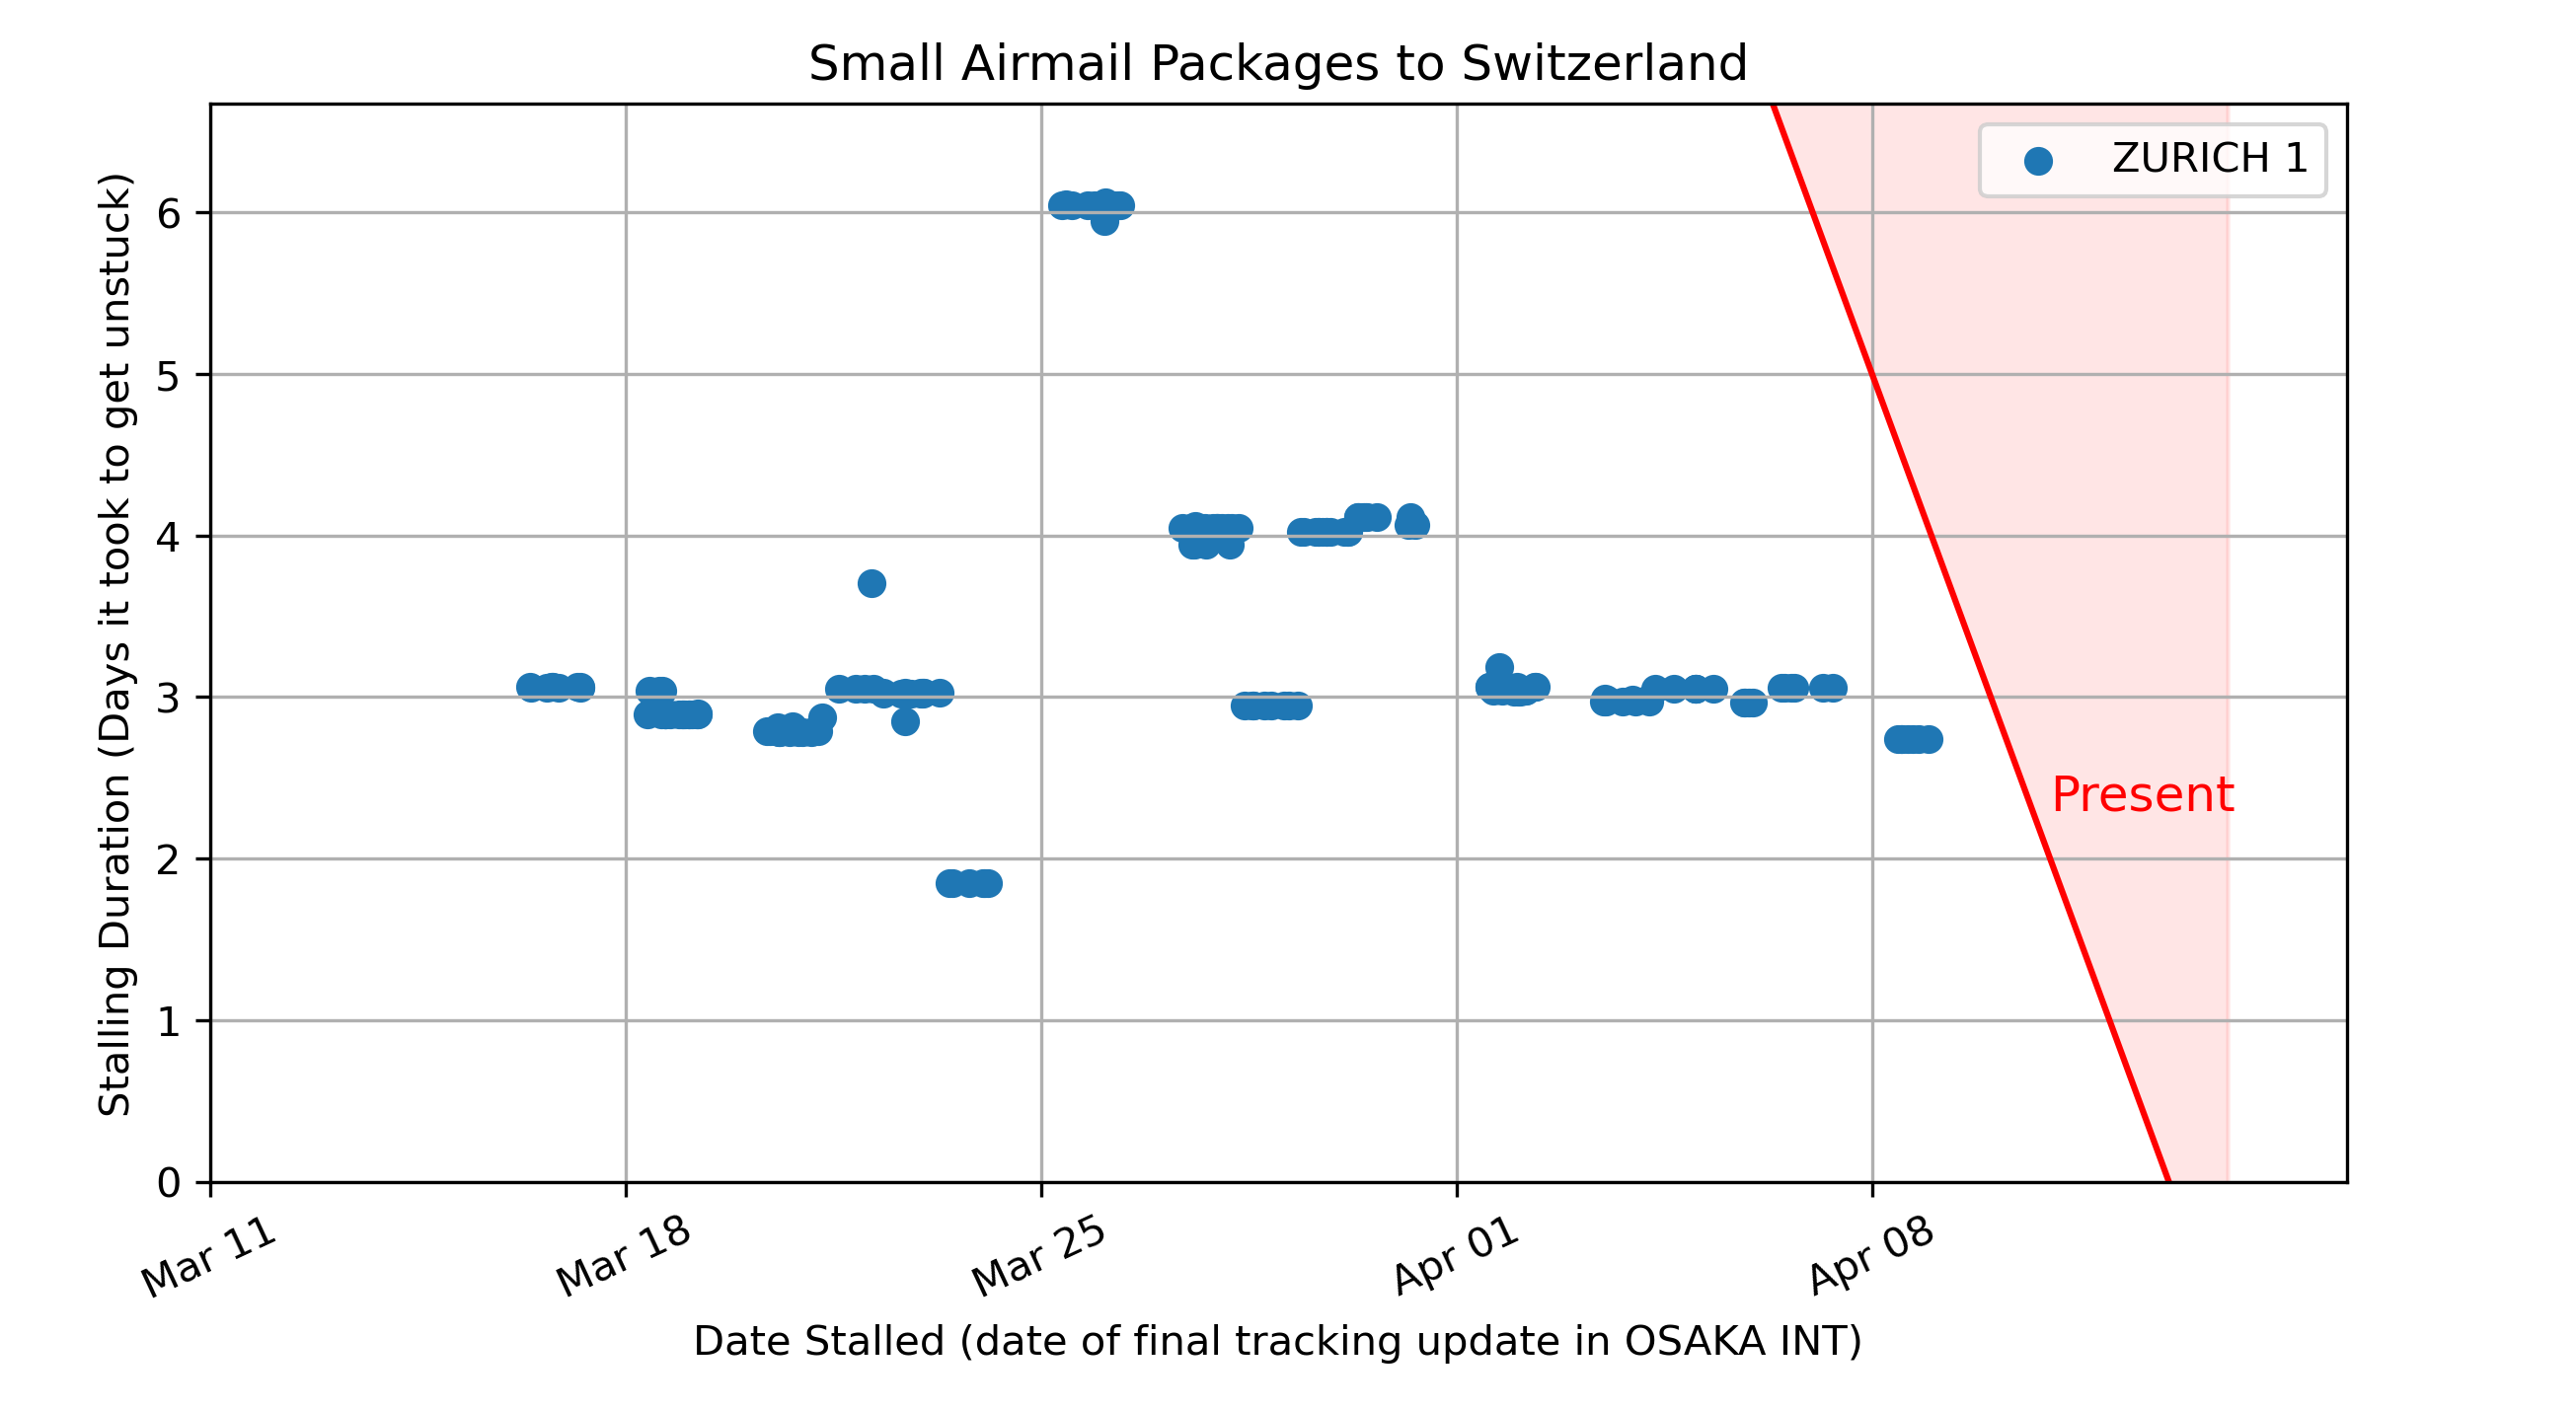 Small Airmail Packages to Switzerland
ZURICH 1
Stalling Duration (Days it took to get unstuck)
6
5
4
3
2
1
0
Present
Mar 11
Mar 18
Mar 25
Apr 01
Apr 08
Date Stalled (date of final tracking update in OSAKA INT)